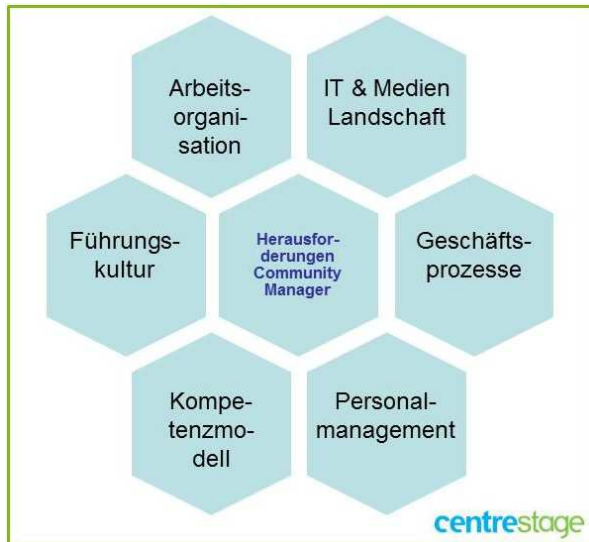 Arbeits-
organi-
sation
IT & Medien
Landschaft
Führungs-
kultur
Herausfor-
derungen
Community
Manager
Geschäfts-
prozesse
Kompe-
tenzmo-
dell
Personal-
management
centrestage